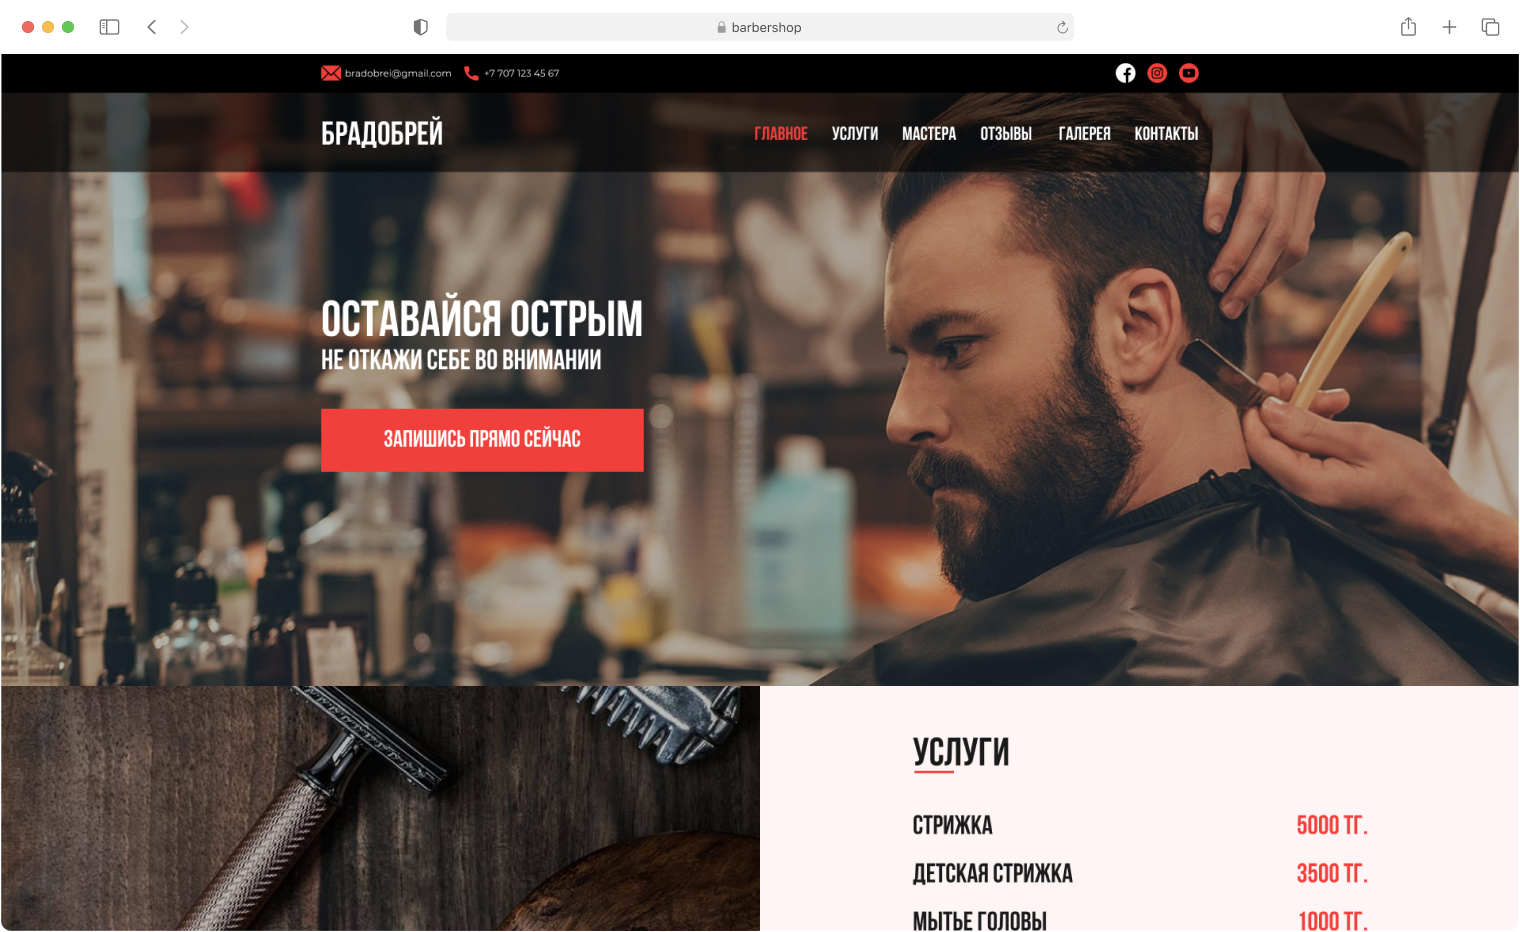 barbershop
bradobrei@gmail.com +7 707 123 45 67
БРАДОБРЕЙ
ГЛАВНОЕ УСЛУГИ МАСТЕРА ОТЗЫВЫ ГАЛЕРЕЯ КОНТАКТЫ
ОСТАВАЙСЯ ОСТРЫМ
НЕ ОТКАЖИ СЕБЕ ВО ВНИМАНИИ
ЗАПИШИСЬ ПРЯМО СЕЙЧАС
УСЛУГИ
СТРИЖКА 5000 ТГ.
ДЕТСКАЯ СТРИЖКА 3500 ТГ.
МЫТЬЕ ГОЛОВЫ 1000 ТГ.